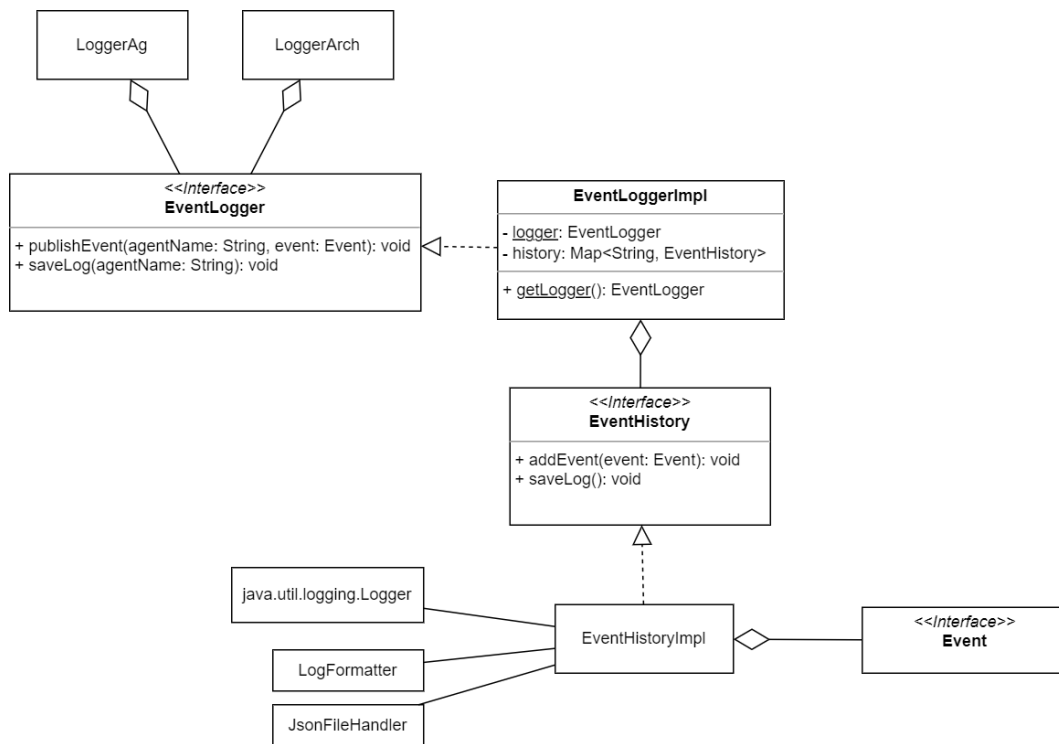 LoggerAg
LoggerArch
<<Interface>>
EventLogger
+ publishEvent(agentName: String, event: Event): void
+ saveLog(agentName: String): void
EventLoggerImpl
- logger: EventLogger
- history: Map<String, EventHistory>
+ getLogger(): EventLogger
<<Interface>>
EventHistory
+ addEvent(event: Event): void
+ saveLog(): void
java.util.logging.Logger
LogFormatter
JsonFileHandler
EventHistoryImpl
<<Interface>>
Event